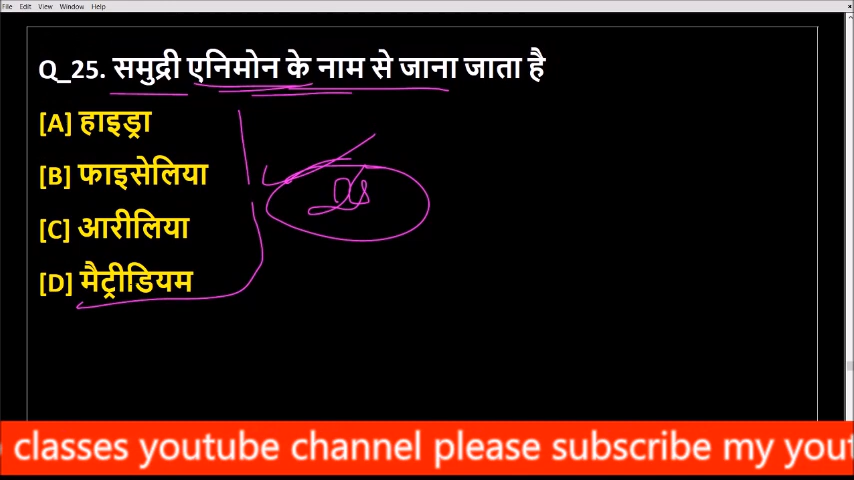 File Edit View Window Help
Q_25. समुद्री एनिमोन के नाम से जाना जाता है
[A] हाइड्रा
[B] फाइसेलिया
[C] आरीलिया
[D] मैट्रीडियम
classes youtube channel please subscribe my yout